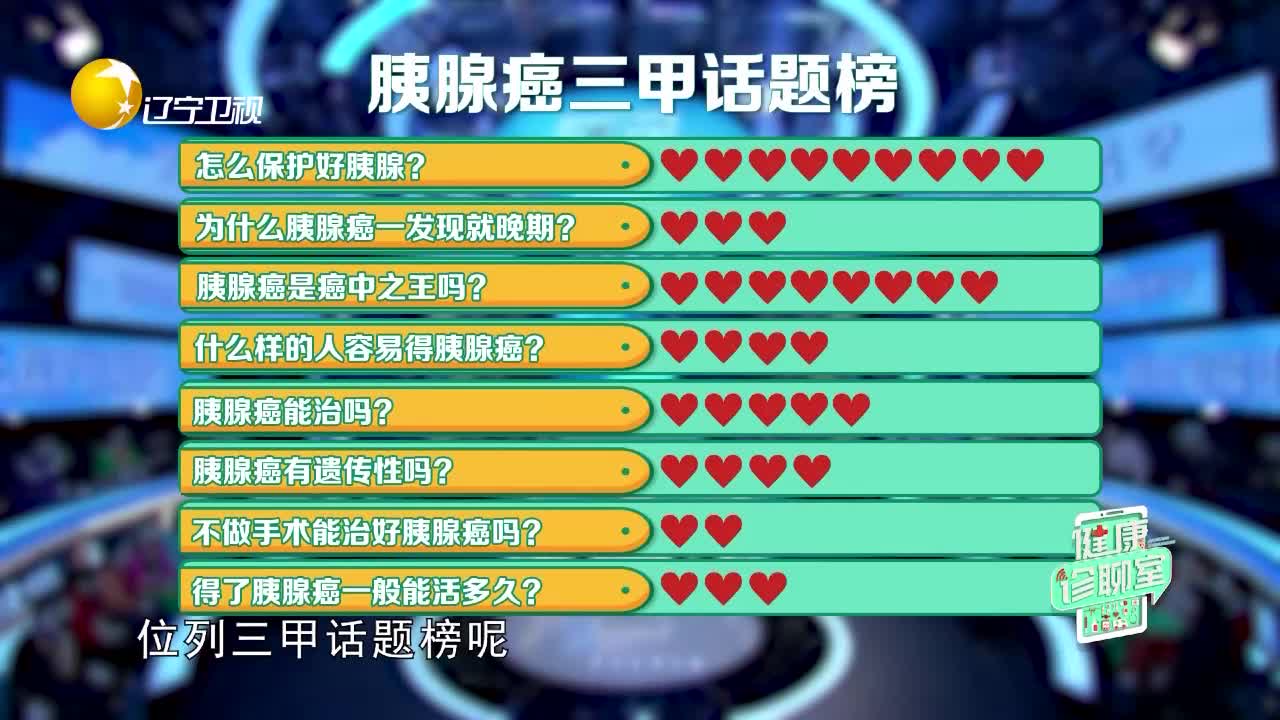 胰腺癌三甲话题榜
辽宁卫视
怎么保护好胰腺？
为什么胰腺癌一发现就晚期？
胰腺癌是癌中之王吗？
什么样的人容易得胰腺癌？
胰腺癌能治吗？
胰腺癌有遗传性吗？
不做手术能治好胰腺癌吗？
得了胰腺癌一般能活多久？
健康
诊聊室
位列三甲话题榜呢